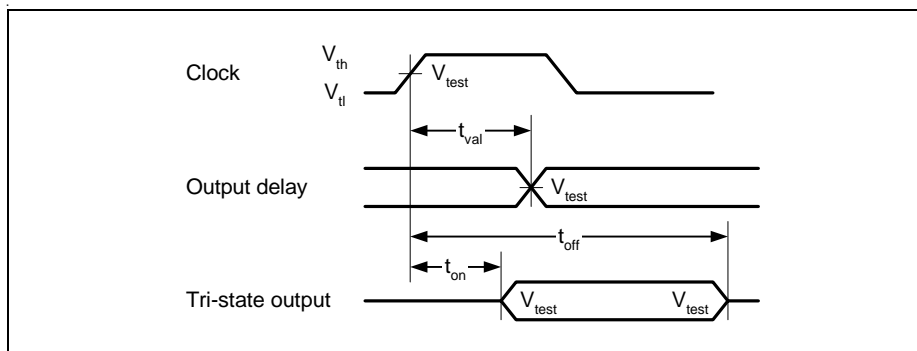 Clock
V_th
V_tl
V_test
t_val
Output delay
V_test
t_off
t_on
Tri-state output
V_test
V_test